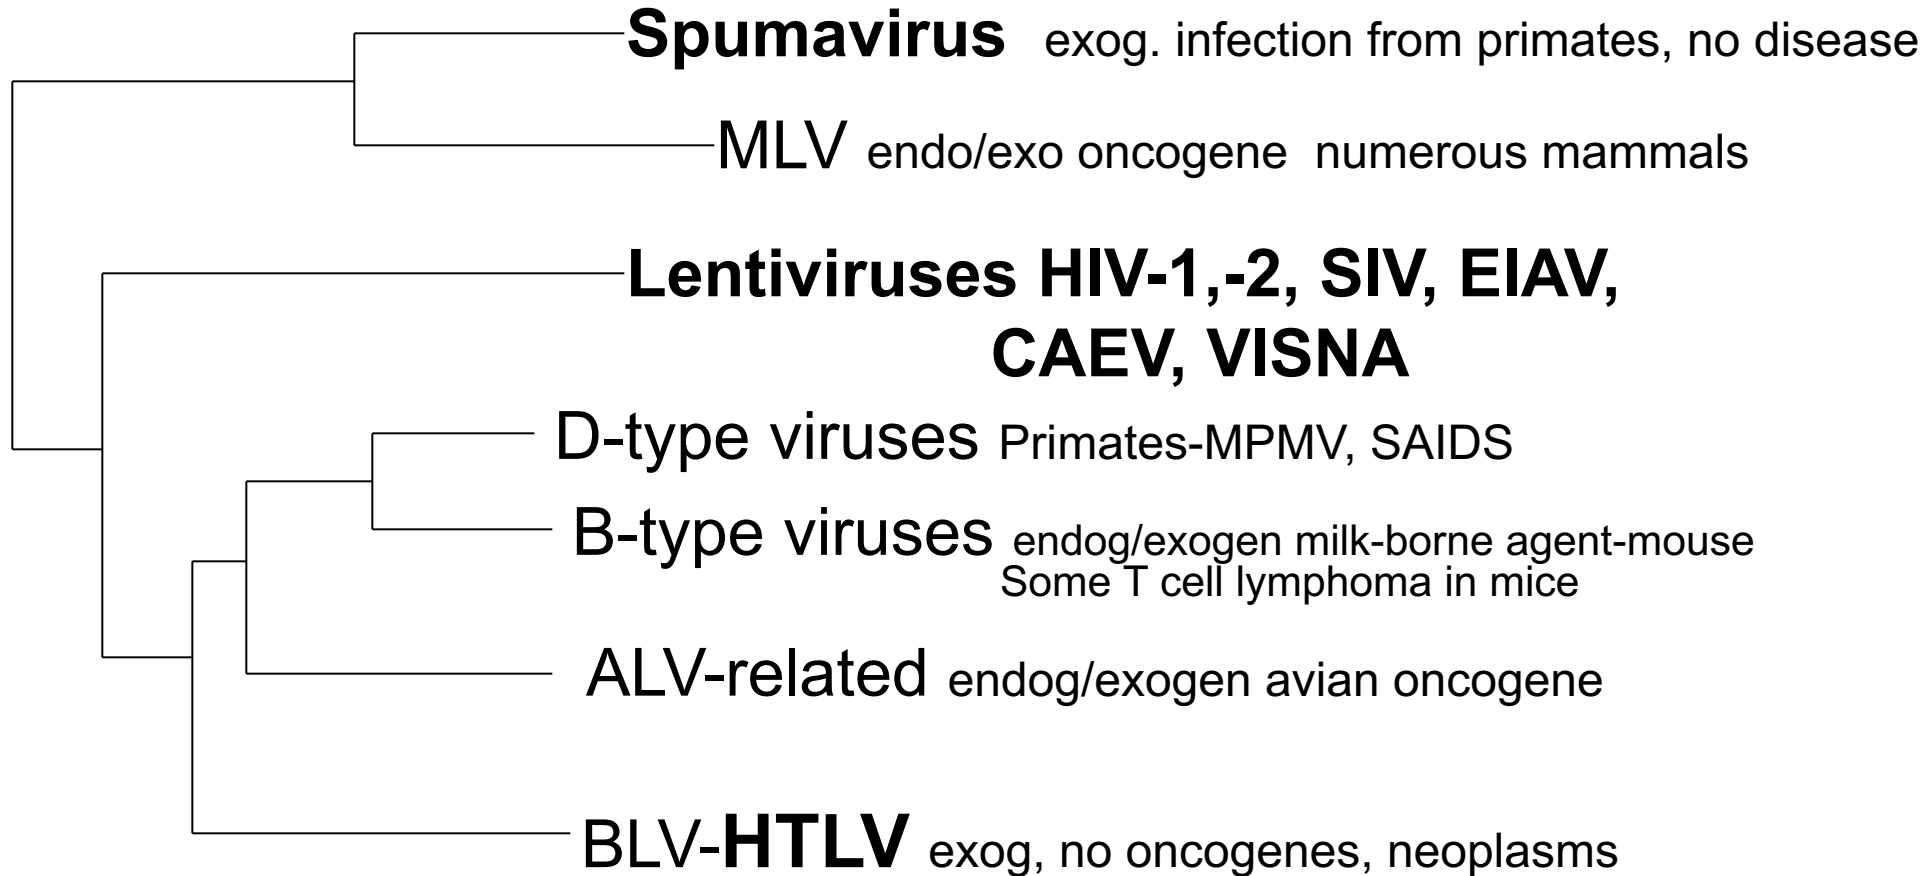 Spumavirus exog. infection from primates, no disease
MLV endo/exo oncogene numerous mammals
Lentiviruses HIV-1,-2, SIV, EIAV,
CAEV, VISNA
D-type viruses Primates-MPMV, SAIDS
B-type viruses endog/exogen milk-borne agent-mouse
Some T cell lymphoma in mice
ALV-related endog/exogen avian oncogene
BLV-HTLV exog, no oncogenes, neoplasms